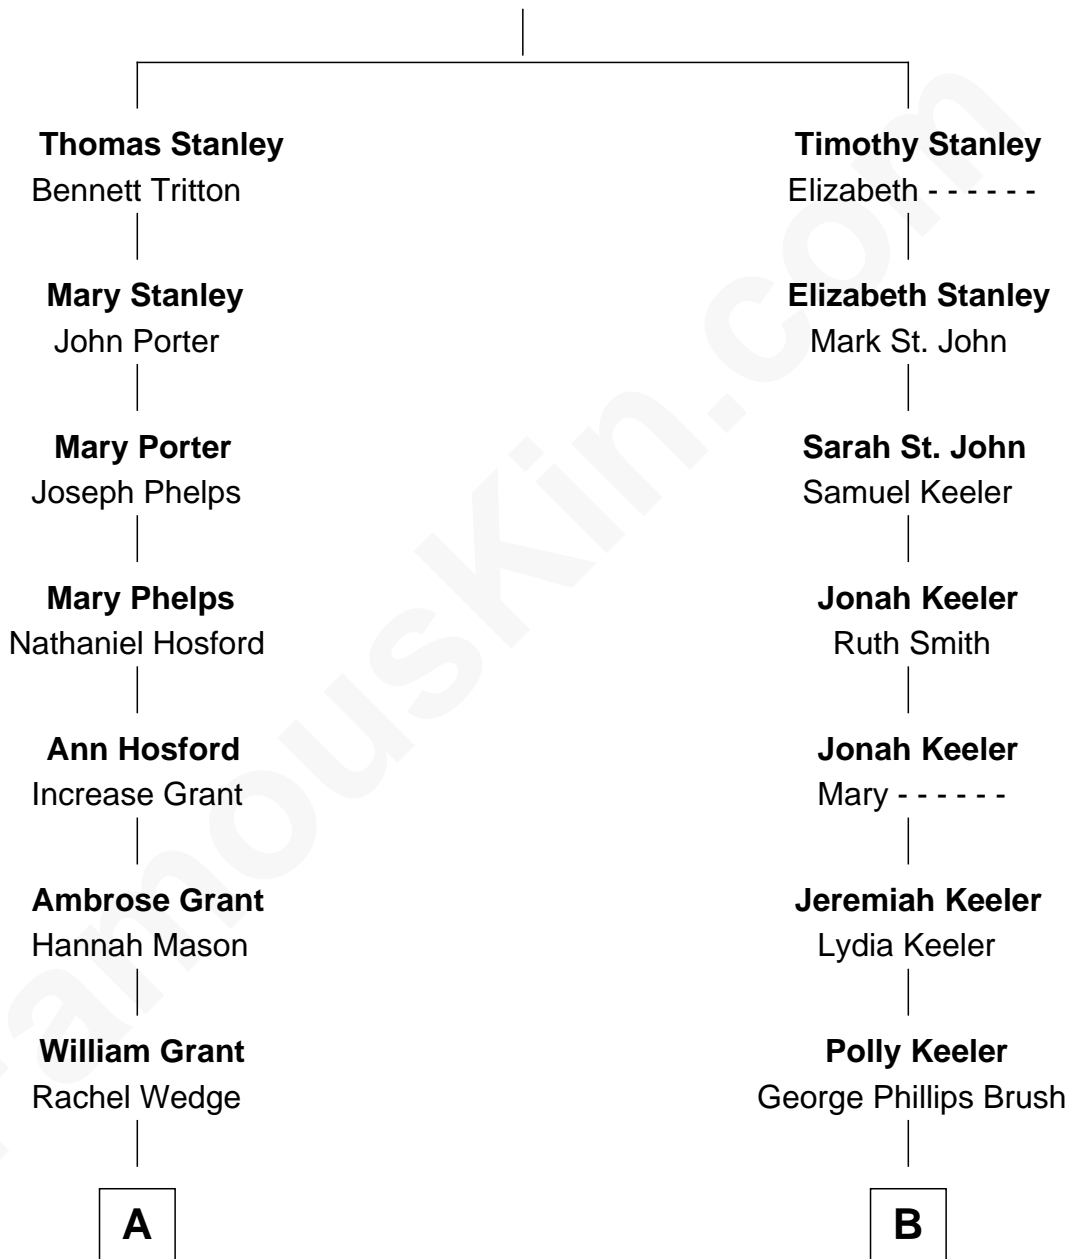 Thomas Stanley
Bennett Tritton
Mary Stanley
John Porter
Mary Porter
Joseph Phelps
Mary Phelps
Nathaniel Hosford
Ann Hosford
Increase Grant
Ambrose Grant
Hannah Mason
William Grant
Rachel Wedge
A
Timothy Stanley
Elizabeth - - - - - -
Elizabeth Stanley
Mark St. John
Sarah St. John
Samuel Keeler
Jonah Keeler
Ruth Smith
Jonah Keeler
Mary - - - - - -
Jeremiah Keeler
Lydia Keeler
Polly Keeler
George Phillips Brush
B
FamousKin.com